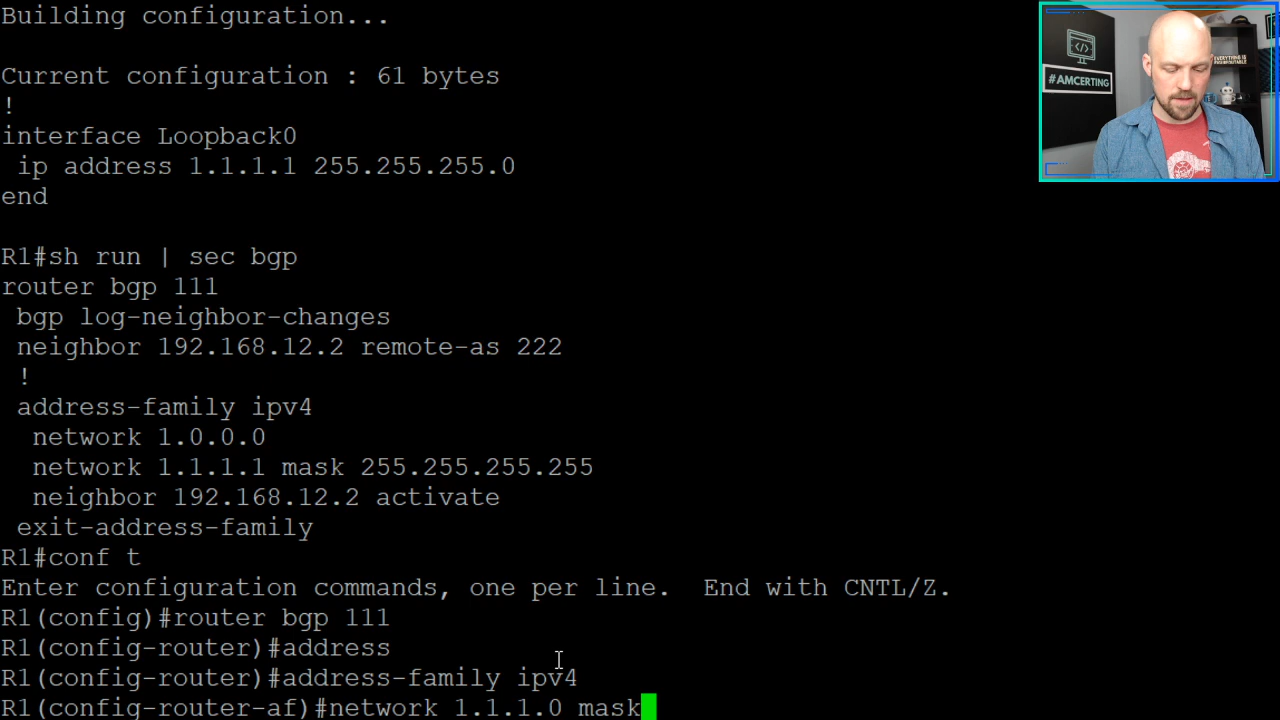 Building configuration...
Current configuration : 61 bytes
!
interface Loopback0
ip address 1.1.1.1 255.255.255.0
end
R1#sh run | sec bgp
router bgp 111
bgp log-neighbor-changes
neighbor 192.168.12.2 remote-as 222
!
address-family ipv4
network 1.0.0.0
network 1.1.1.1 mask 255.255.255.255
neighbor 192.168.12.2 activate
exit-address-family
R1#conf t
Enter configuration commands, one per line.  End with CNTL/Z.
R1(config)#router bgp 111
R1(config-router)#address
R1(config-router)#address-family ipv4
R1(config-router-af)#network 1.1.1.0 mask
#AMCERTING